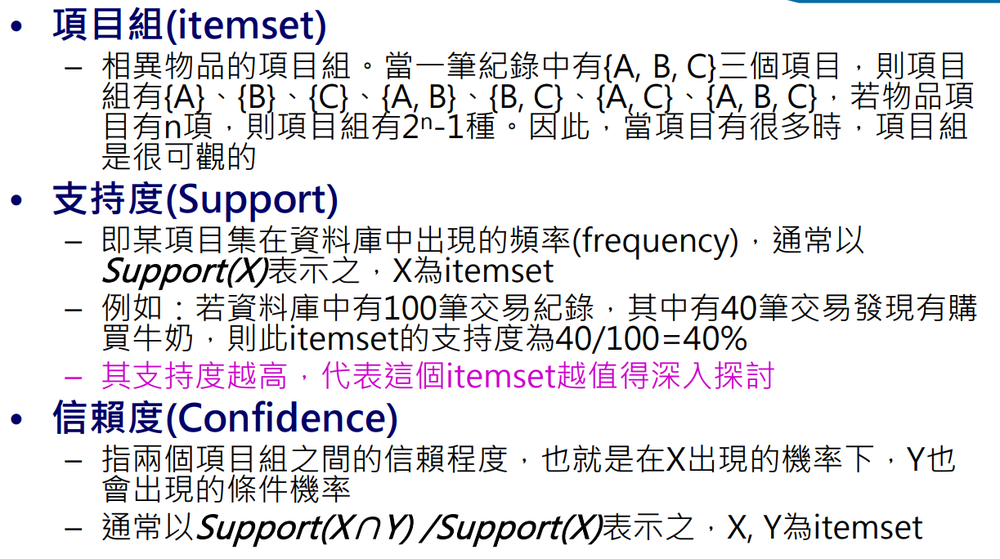 • 項目組(itemset)
– 相異物品的項目組。當一筆紀錄中有{A, B, C}三個項目，則項目
組有{A}、{B}、{C}、{A, B}、{B, C}、{A, C}、{A, B, C}，若物品項
目有n項，則項目組有2ⁿ-1種。因此，當項目有很多時，項目組
是很可觀的
• 支持度(Support)
– 即某項目集在資料庫中出現的頻率(frequency)，通常以
Support(X)表示之，X為itemset
– 例如：若資料庫中有100筆交易紀錄，其中有40筆交易發現有購
買牛奶，則此itemset的支持度為40/100=40%
– 其支持度越高，代表這個itemset越值得深入探討
• 信賴度(Confidence)
– 指兩個項目組之間的信賴程度，也就是在X出現的機率下，Y也
會出現的條件機率
– 通常以Support(X∩Y) /Support(X)表示之，X, Y為itemset